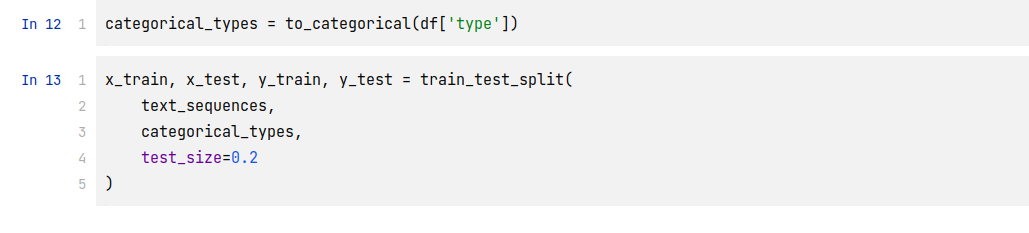 In 12 1 categorical_types = to_categorical(df['type'])
In 13 1 x_train, x_test, y_train, y_test = train_test_split(
2     text_sequences,
3     categorical_types,
4     test_size=0.2
5 )